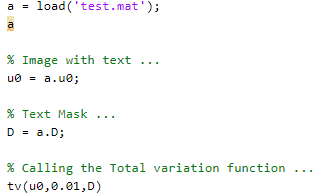 a = load('test.mat');
a
% Image with text ...
u0 = a.u0;
% Text Mask ...
D = a.D;
% Calling the Total variation function ...
tv(u0,0.01,D)